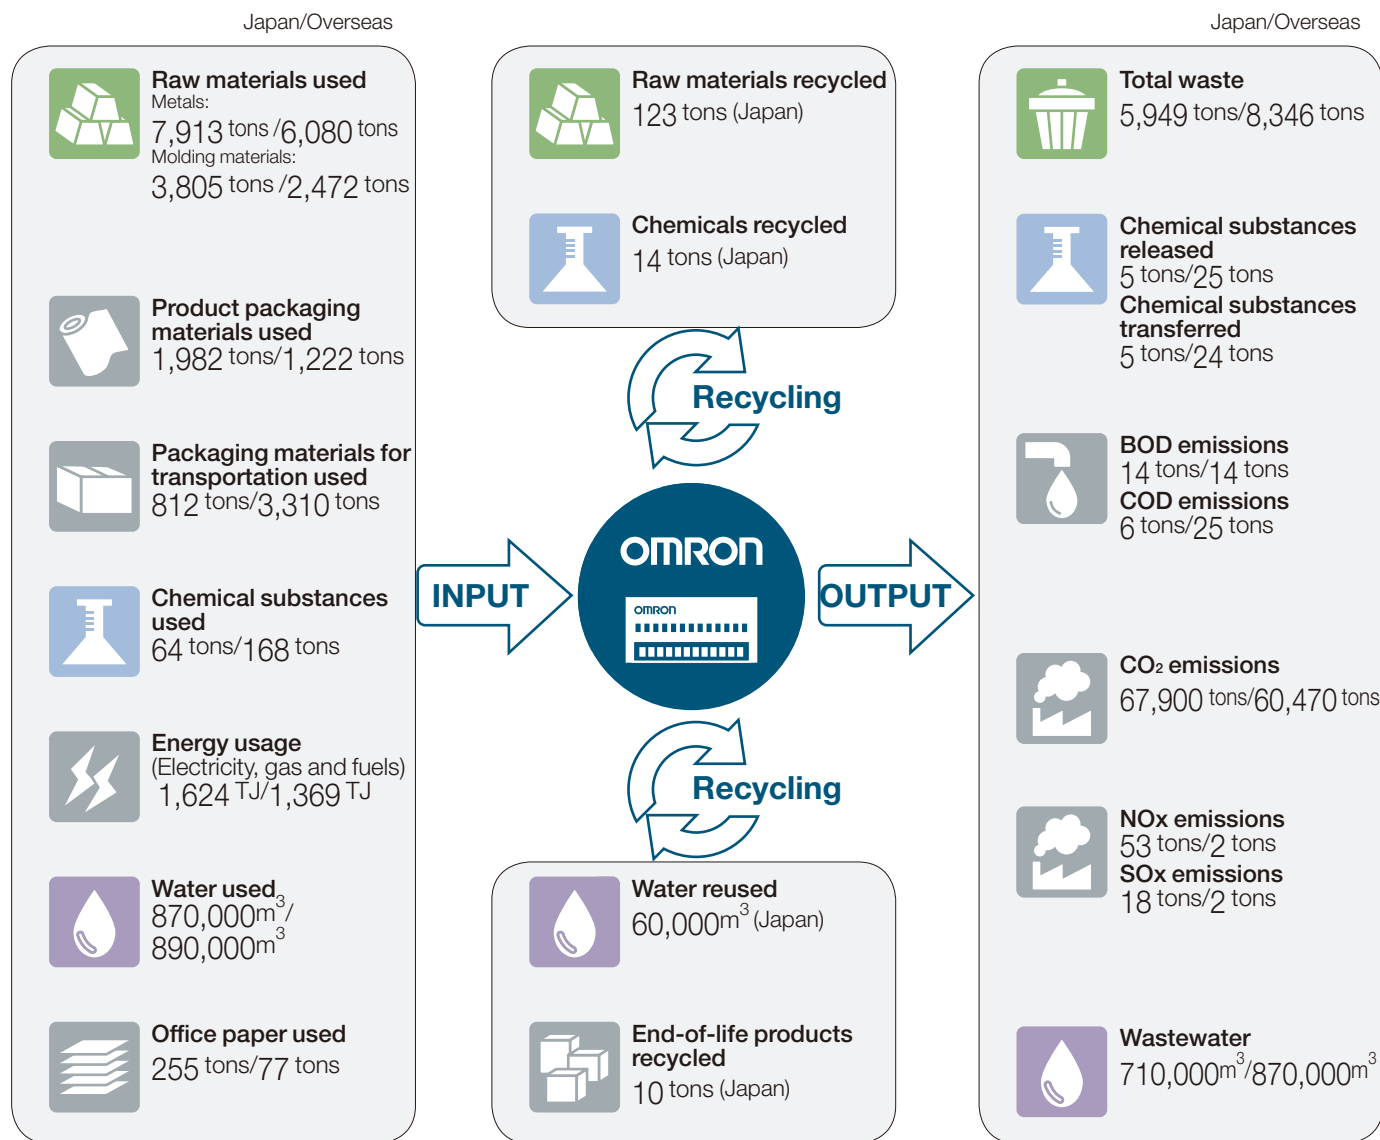 Japan/Overseas
Raw materials used
Metals:
7,913 tons /6,080 tons
Molding materials:
3,805 tons /2,472 tons
Product packaging
materials used
1,982 tons/1,222 tons
Packaging materials for
transportation used
812 tons/3,310 tons
Chemical substances
used
64 tons/168 tons
Energy usage
(Electricity, gas and fuels)
1,624 TJ/1,369 TJ
Water used
870,000m³/
890,000m³
Office paper used
255 tons/77 tons
INPUT
Raw materials recycled
123 tons (Japan)
Chemicals recycled
14 tons (Japan)
Recycling
OMRON
OMRON
Recycling
Water reused
60,000m³ (Japan)
End-of-life products
recycled
10 tons (Japan)
OUTPUT
Japan/Overseas
Total waste
5,949 tons/8,346 tons
Chemical substances
released
5 tons/25 tons
Chemical substances
transferred
5 tons/24 tons
BOD emissions
14 tons/14 tons
COD emissions
6 tons/25 tons
CO₂ emissions
67,900 tons/60,470 tons
NOx emissions
53 tons/2 tons
SOx emissions
18 tons/2 tons
Wastewater
710,000m³/870,000m³